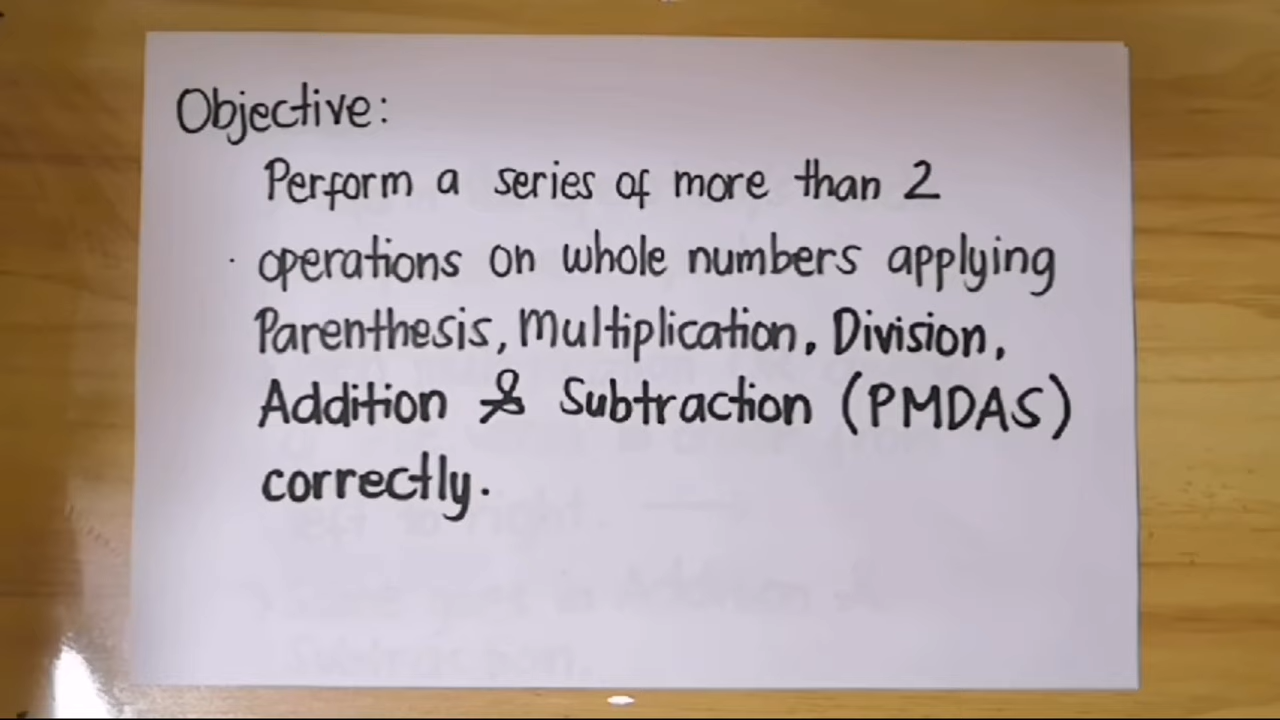 Objective:
Perform a series of more than 2
operations on whole numbers applying
Parenthesis, Multiplication, Division,
Addition & Subtraction (PMDAS)
correctly.